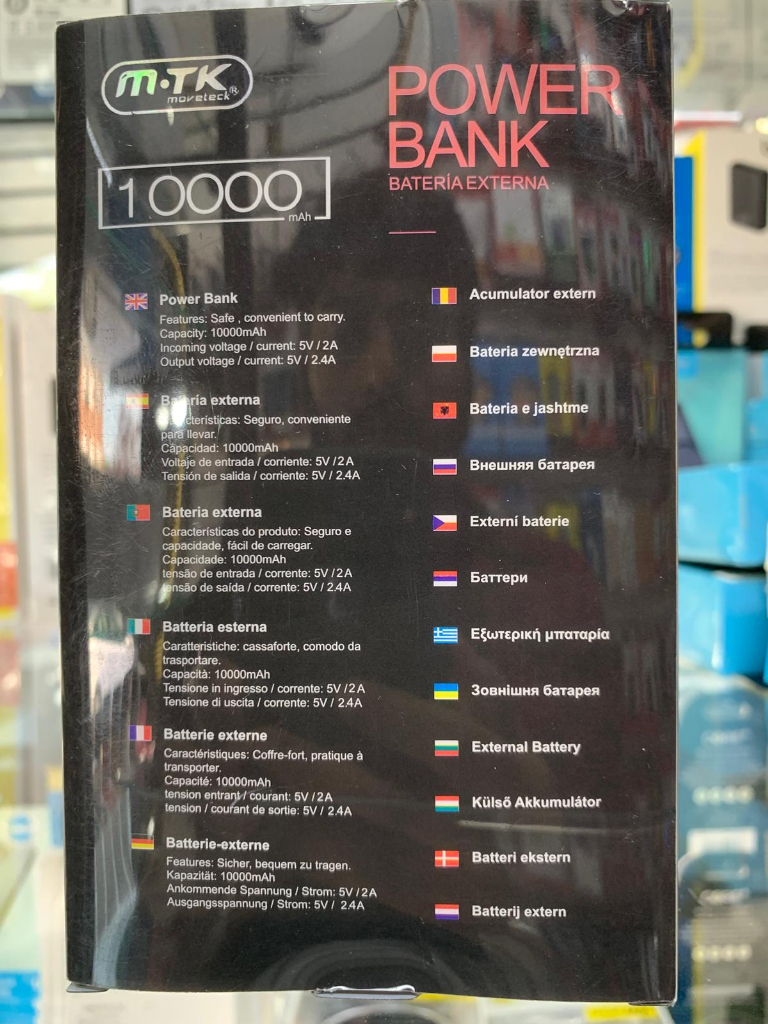 M·TK
moveteck®
POWER
BANK
BATERÍA EXTERNA
10000
mAh
Power Bank
Features: Safe , convenient to carry.
Capacity: 10000mAh
Incoming voltage / current: 5V / 2A
Output voltage / current: 5V / 2.4A
Batería externa
Características: Seguro, conveniente
para llevar.
Capacidad: 10000mAh
Voltaje de entrada / corriente: 5V / 2A
Tensión de salida / corriente: 5V / 2.4A
Bateria externa
Características do produto: Seguro e
capacidade, fácil de carregar.
Capacidade: 10000mAh
tensão de entrada / corrente: 5V / 2A
tensão de saída / corrente: 5V / 2.4A
Batteria esterna
Caratteristiche: cassaforte, comodo da
trasportare.
Capacità: 10000mAh
Tensione in ingresso / corrente: 5V / 2A
Tensione di uscita / corrente: 5V / 2.4A
Batterie externe
Caractéristiques: Coffre-fort, pratique à
transporter.
Capacité: 10000mAh
tension entrant / courant: 5V / 2A
tension / courant de sortie: 5V / 2.4A
Batterie-externe
Features: Sicher, bequem zu tragen.
Kapazität: 10000mAh
Ankommende Spannung / Strom: 5V / 2A
Ausgangsspannung / Strom: 5V / 2.4A
Acumulator extern
Bateria zewnętrzna
Bateria e jashtme
Внешняя батарея
Externí baterie
Баттери
Εξωτερική μπαταρία
Зовнішня батарея
External Battery
Külső Akkumulátor
Batteri ekstern
Batterij extern